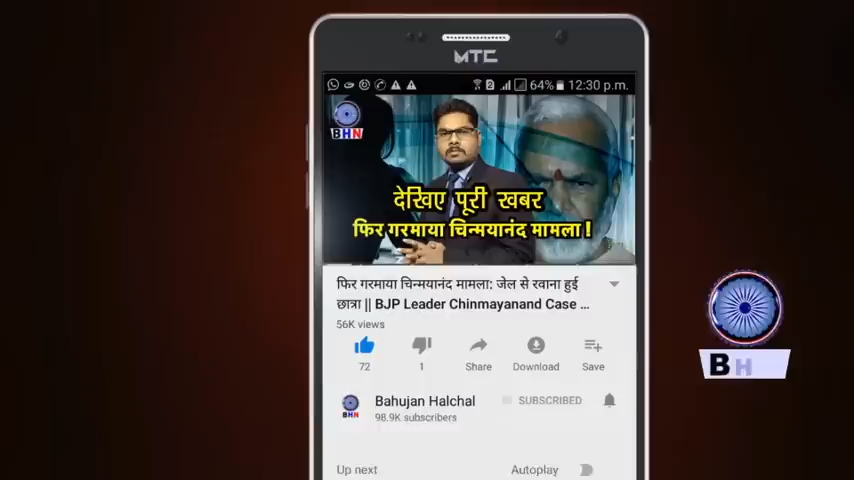 MTC
64% 12:30 p.m.
BHN
देखिए पूरी खबर
फिर गरमाया चिन्मयानंद मामला !
फिर गरमाया चिन्मयानंद मामला: जेल से रवाना हुई
छात्रा || BJP Leader Chinmayanand Case ...
56K views
72
1
Share
Download
Save
Bahujan Halchal
SUBSCRIBED
98.9K subscribers
BHN
Up next
Autoplay
BH